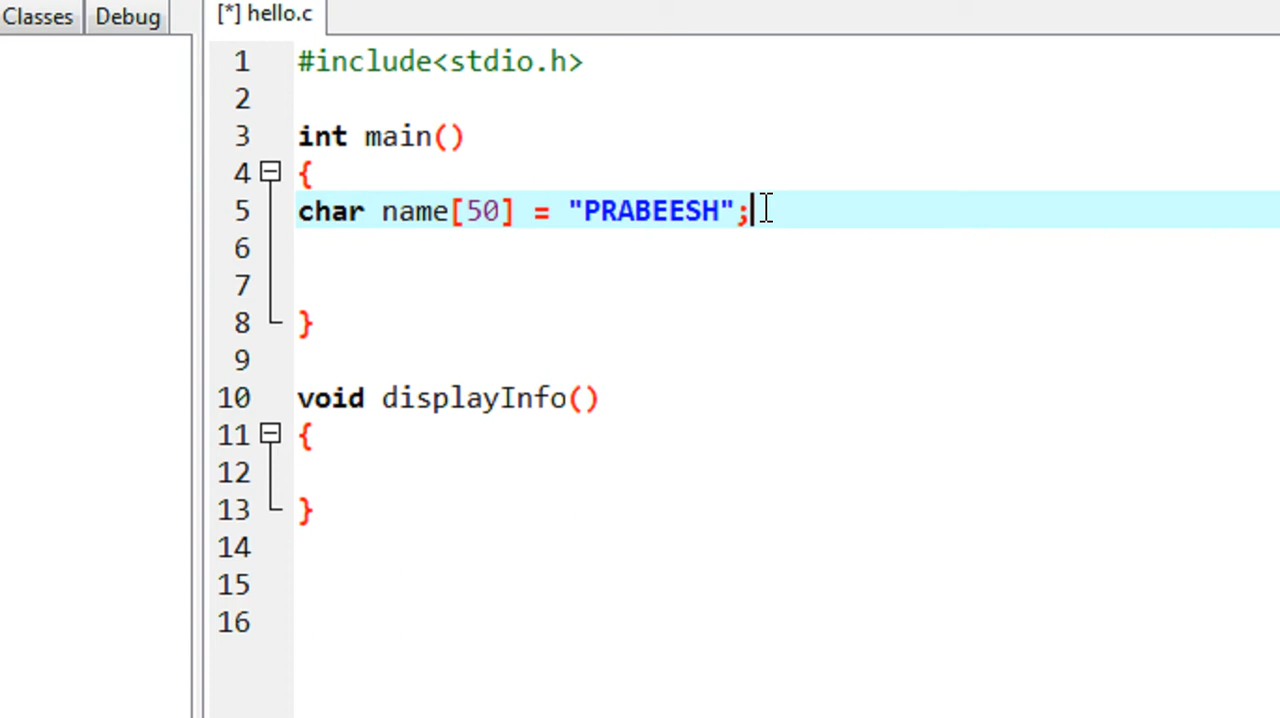 Classes Debug [*] hello.c
1 #include<stdio.h>
2
3 int main()
4 {
5 char name[50] = "PRABEESH";
6
7
8 }
9
10 void displayInfo()
11 {
12
13 }
14
15
16